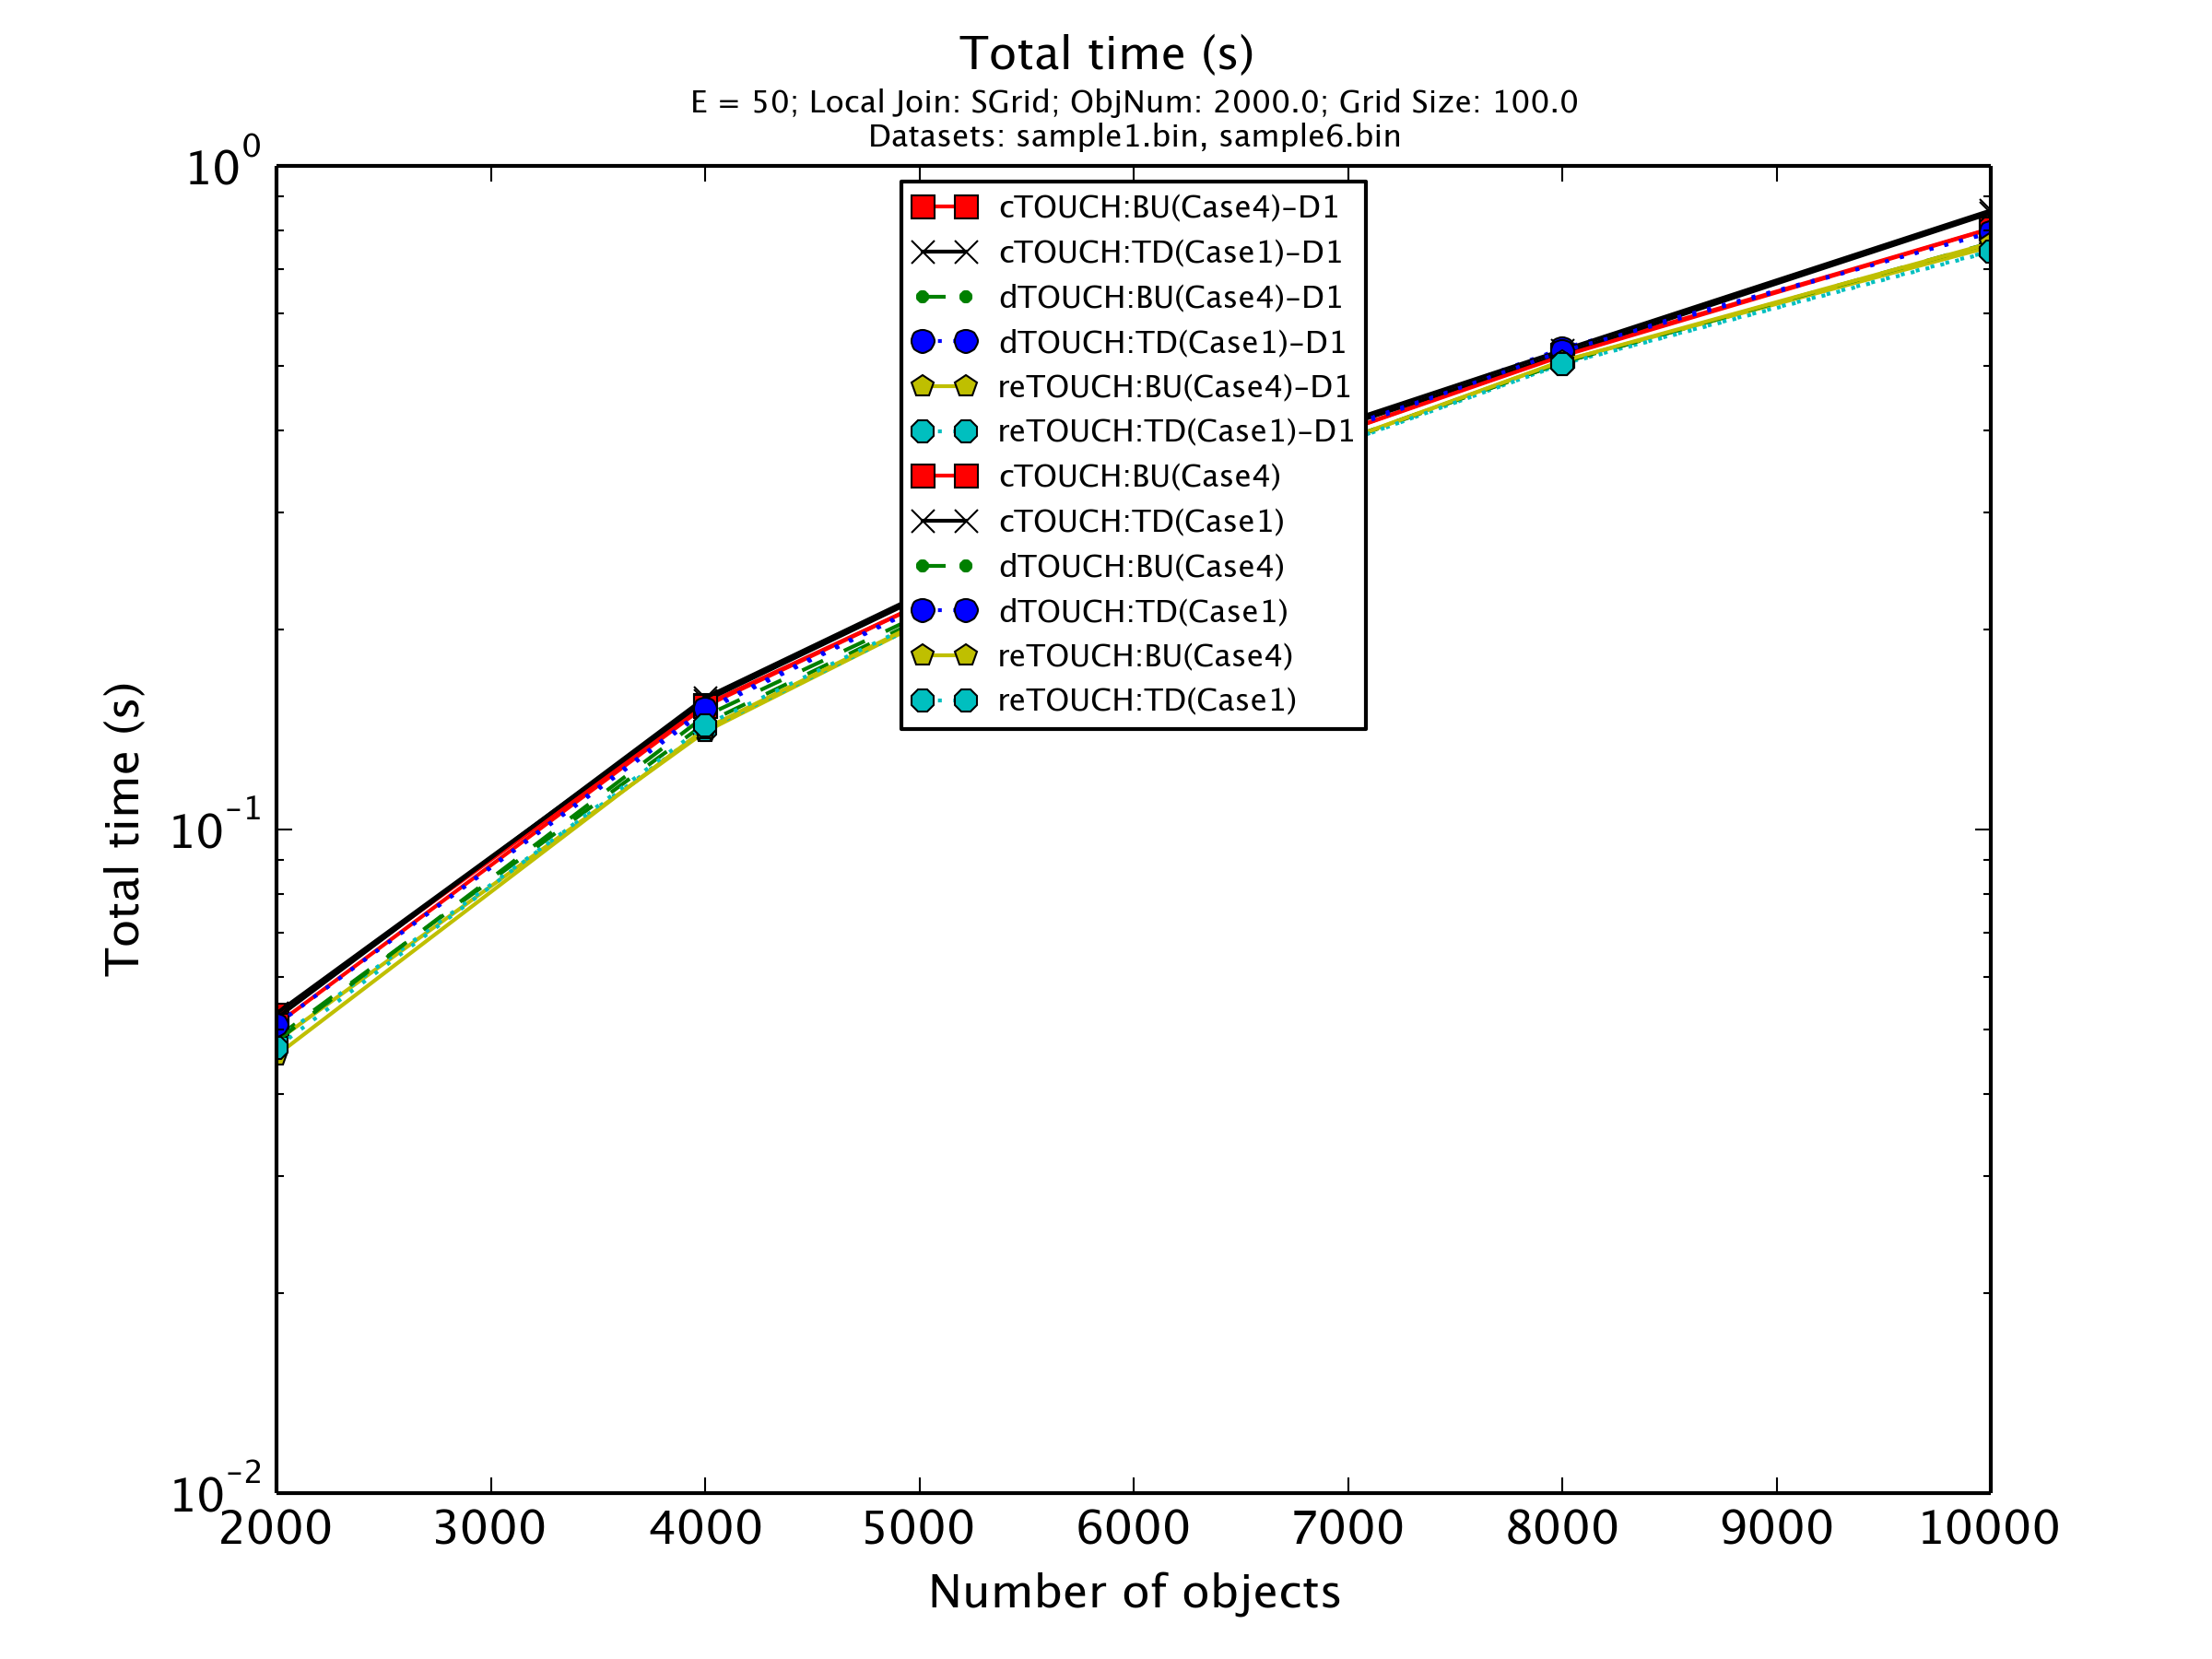 Total time (s)
E = 50; Local Join: SGrid; ObjNum: 2000.0; Grid Size: 100.0
Datasets: sample1.bin, sample6.bin
10^0
10^-1
10^-2
Total time (s)
cTOUCH:BU(Case4)-D1
cTOUCH:TD(Case1)-D1
dTOUCH:BU(Case4)-D1
dTOUCH:TD(Case1)-D1
reTOUCH:BU(Case4)-D1
reTOUCH:TD(Case1)-D1
cTOUCH:BU(Case4)
cTOUCH:TD(Case1)
dTOUCH:BU(Case4)
dTOUCH:TD(Case1)
reTOUCH:BU(Case4)
reTOUCH:TD(Case1)
2000 3000 4000 5000 6000 7000 8000 9000 10000
Number of objects